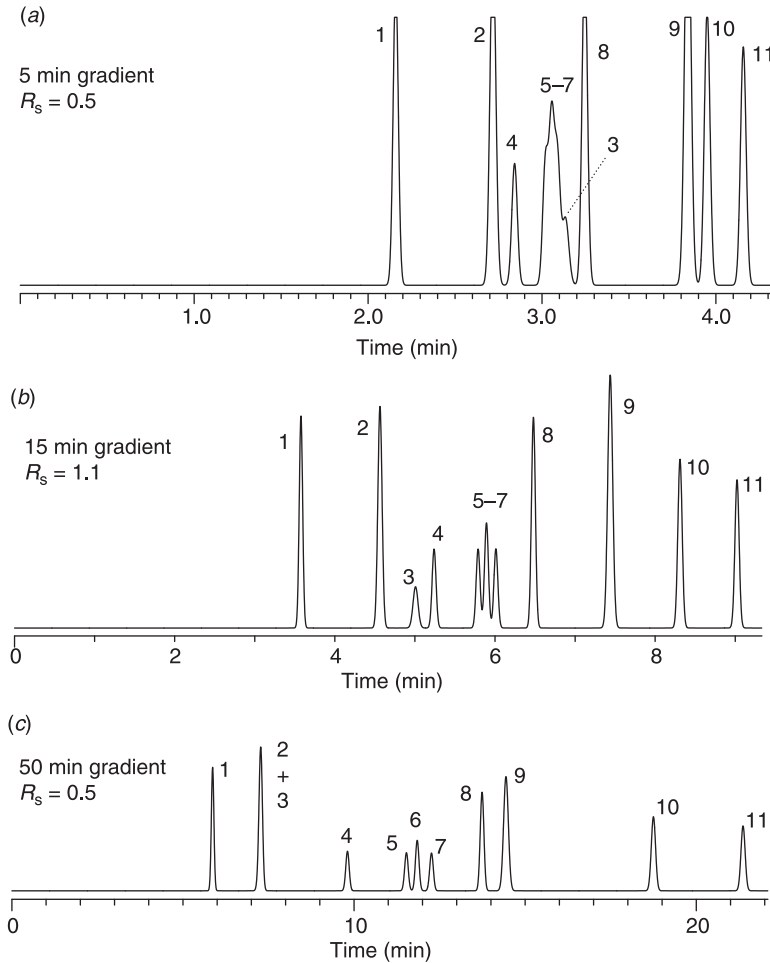 (a)
5 min gradient
Rs = 0.5
1
2
4
5–7
3
8
9
10
11
1.0 2.0 3.0 4.0
Time (min)
(b)
15 min gradient
Rs = 1.1
1
2
3
4
5–7
8
9
10
11
0 2 4 6 8
Time (min)
(c)
50 min gradient
Rs = 0.5
1
2
+
3
4
5
6
7
8
9
10
11
0 10 20
Time (min)